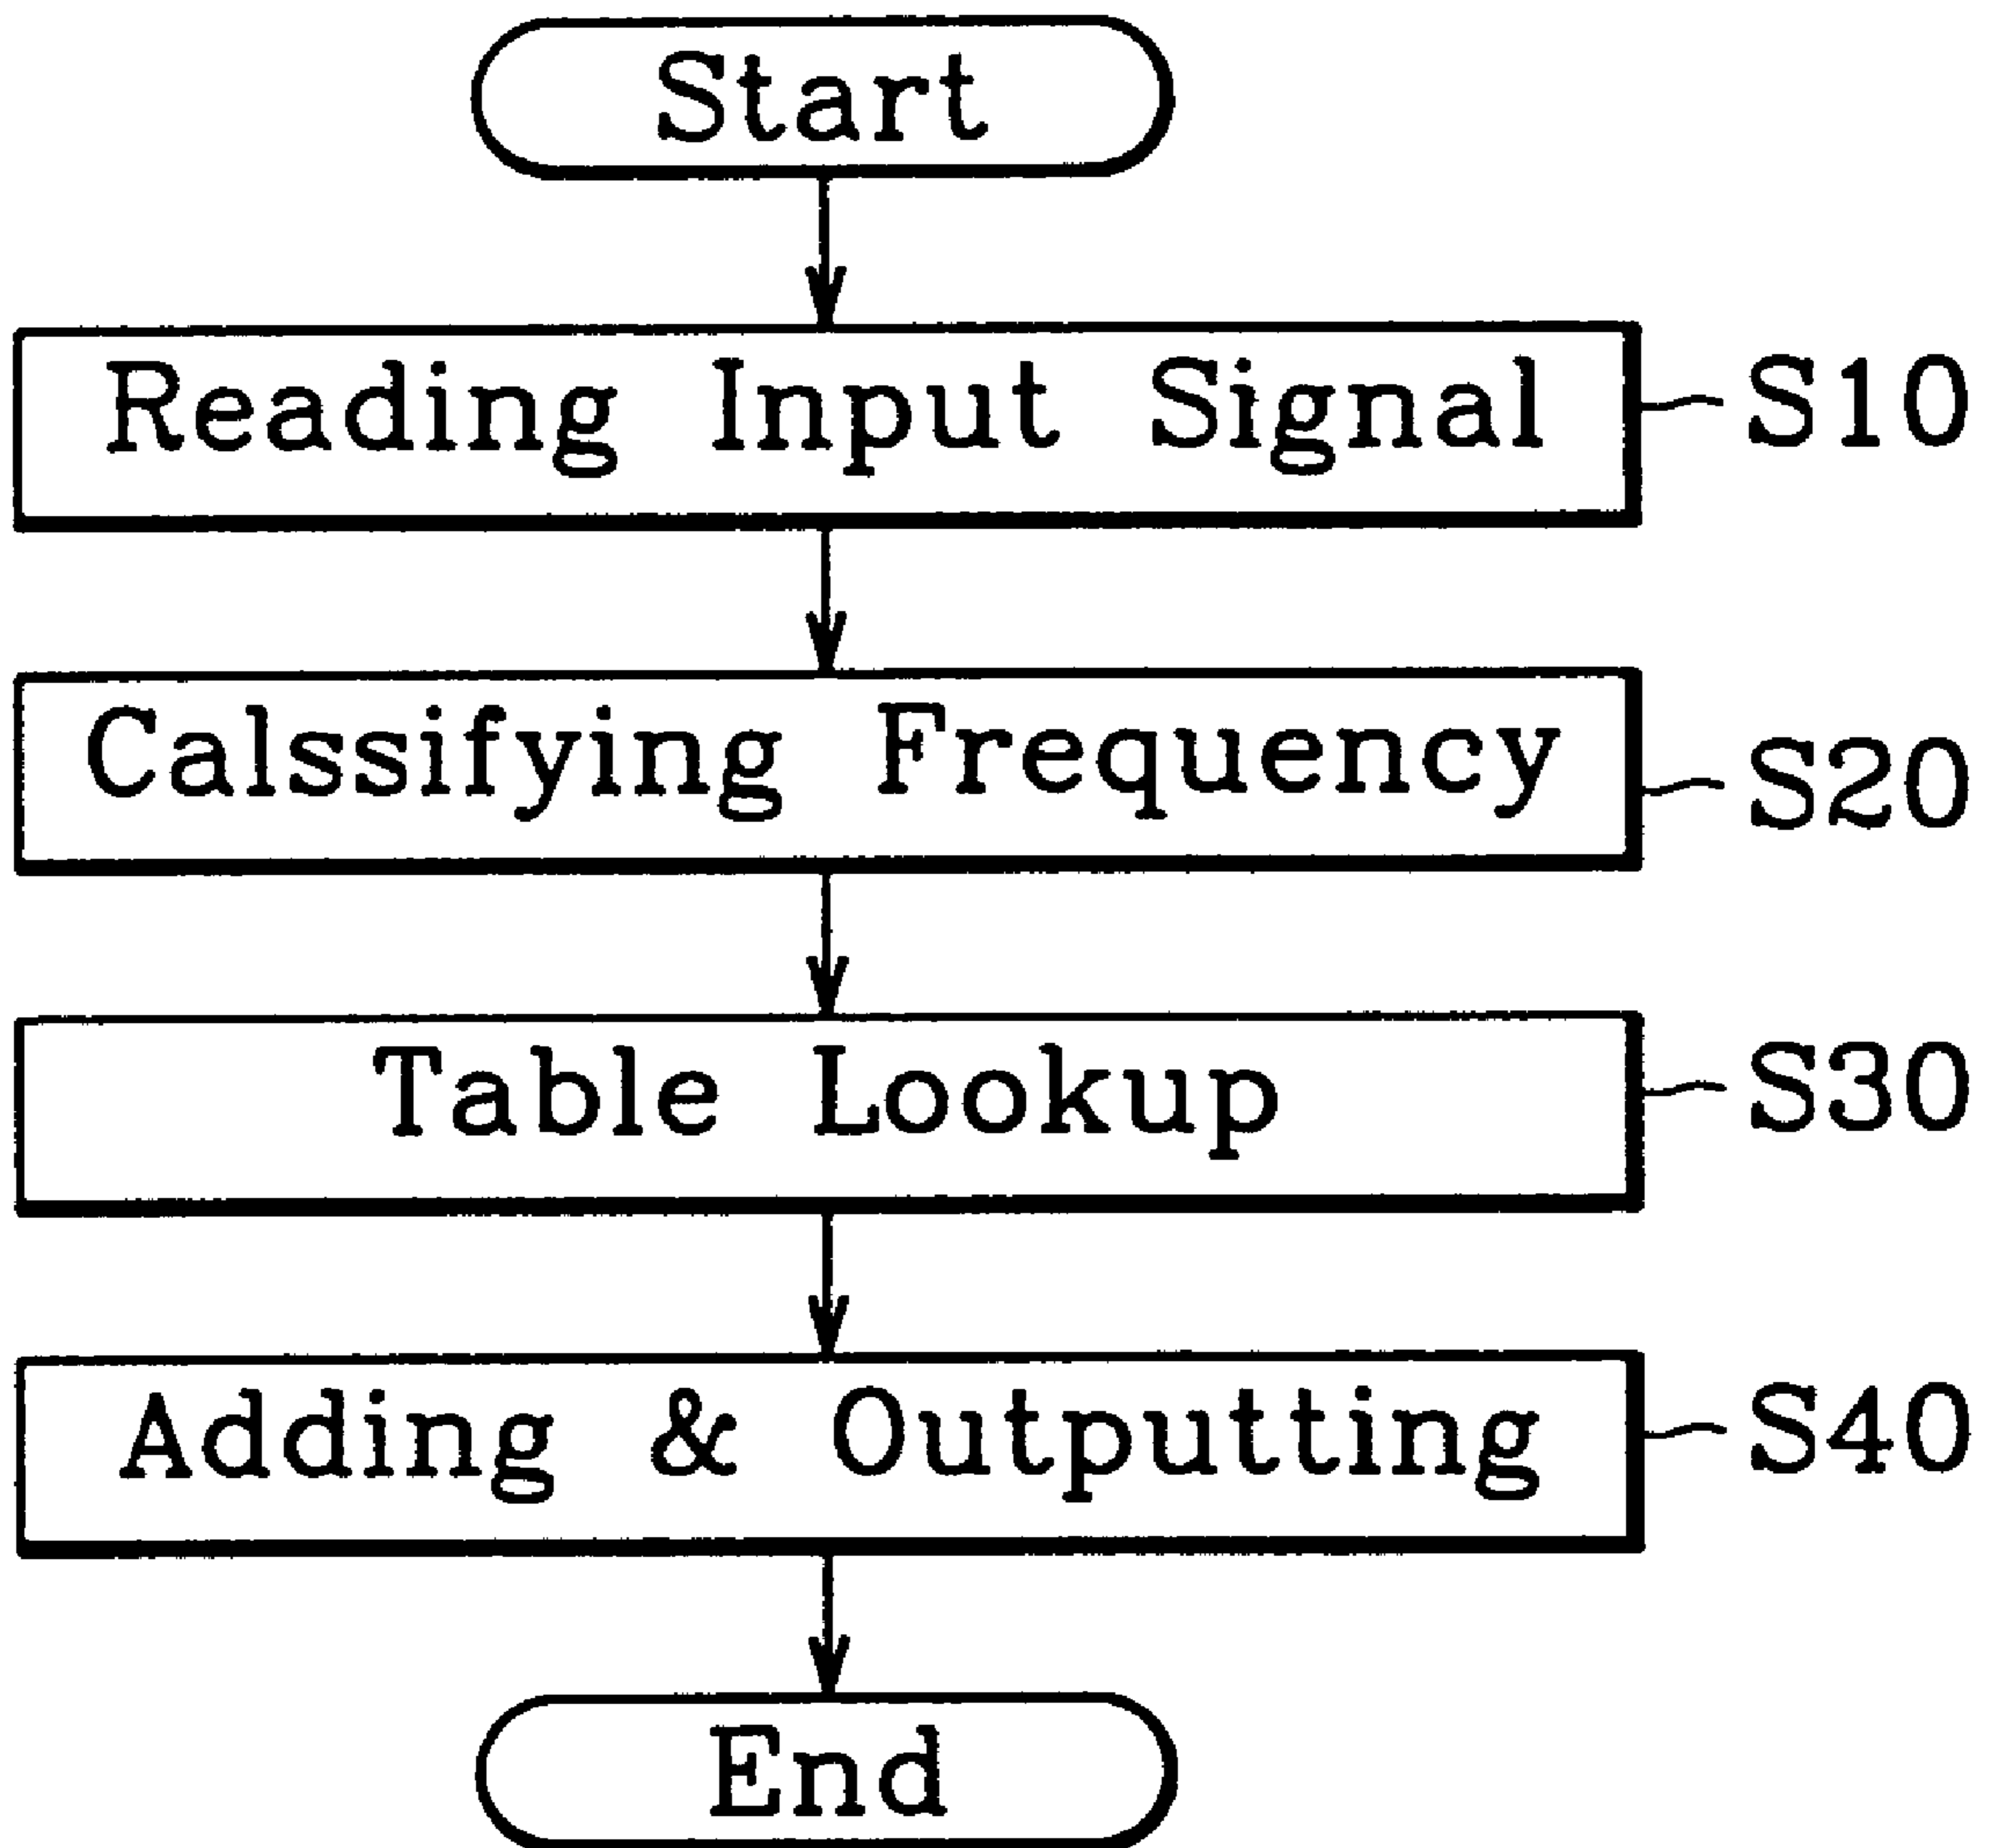 Start
Reading Input Signal S10
Calssifying Frequency S20
Table Lookup S30
Adding & Outputting S40
End